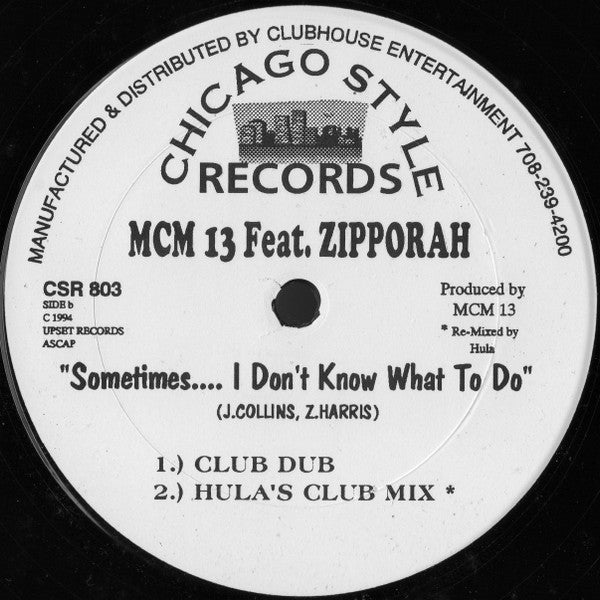 MANUFACTURED & DISTRIBUTED BY CLUBHOUSE ENTERTAINMENT 708-239-4200
CHICAGO STYLE
RECORDS
MCM 13 Feat. ZIPPORAH
CSR 803
SIDE b
C 1994
UPSET RECORDS
ASCAP
Produced by
MCM 13
* Re-Mixed by
Hula
"Sometimes.... I Don't Know What To Do"
(J.COLLINS, Z.HARRIS)
1.) CLUB DUB
2.) HULA'S CLUB MIX *